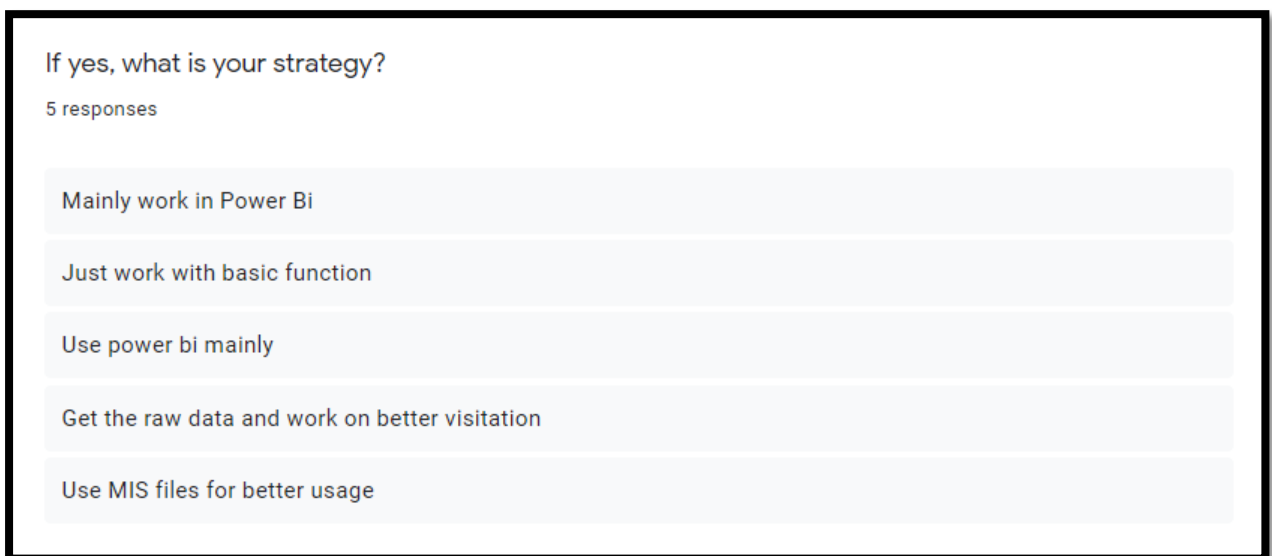 If yes, what is your strategy?
5 responses
Mainly work in Power Bi
Just work with basic function
Use power bi mainly
Get the raw data and work on better visitation
Use MIS files for better usage